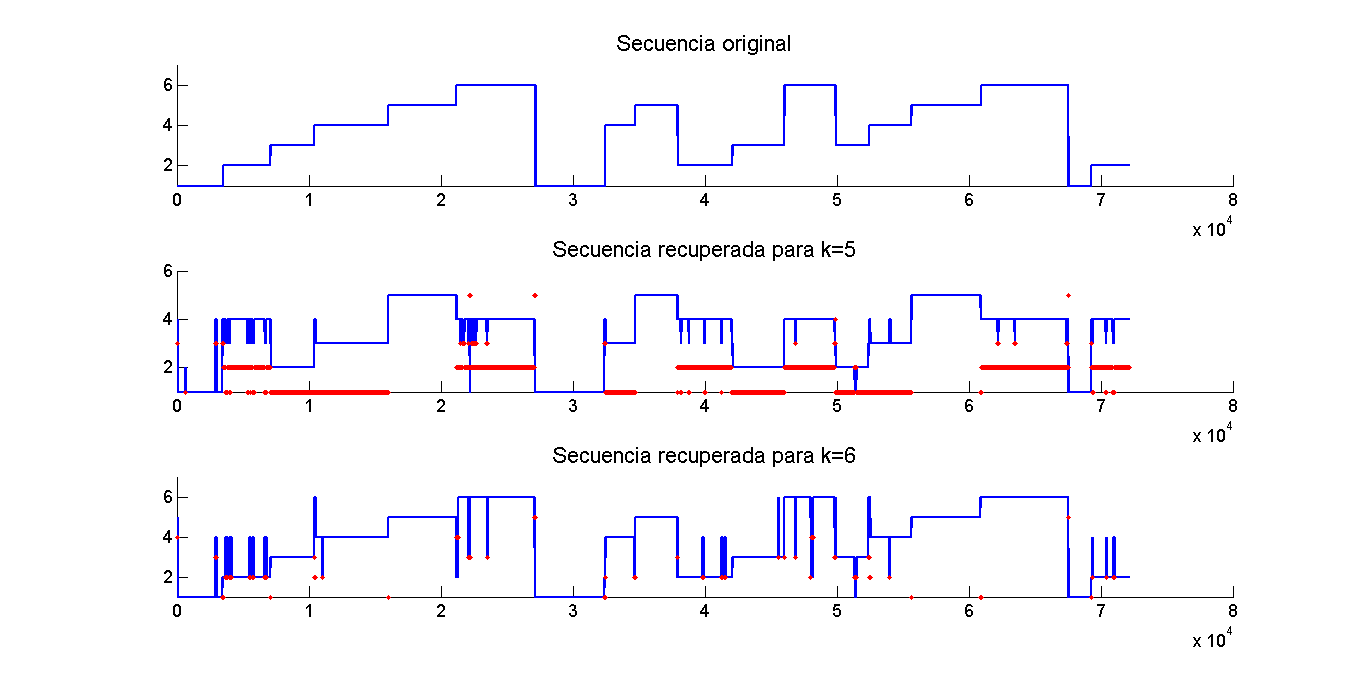 Secuencia original
6
4
2
0 1 2 3 4 5 6 7 8
x 10^4
Secuencia recuperada para k=5
6
4
2
0 1 2 3 4 5 6 7 8
x 10^4
Secuencia recuperada para k=6
6
4
2
0 1 2 3 4 5 6 7 8
x 10^4